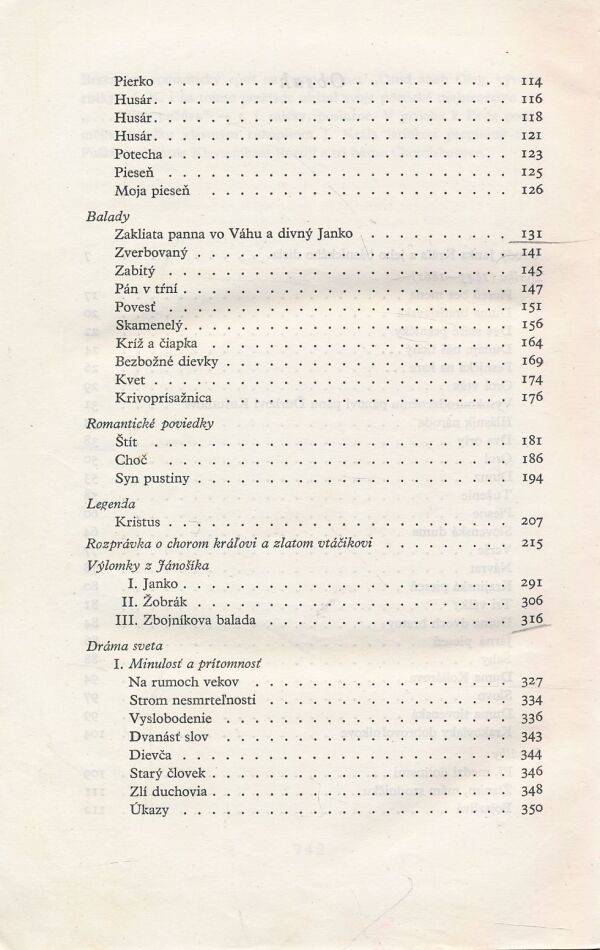 Pierko . . . . . . . . . . . . . . . . . . . 114
Husár. . . . . . . . . . . . . . . . . . . . 116
Husár. . . . . . . . . . . . . . . . . . . . 118
Husár. . . . . . . . . . . . . . . . . . . . 121
Potecha . . . . . . . . . . . . . . . . . . . 123
Pieseň . . . . . . . . . . . . . . . . . . . 125
Moja pieseň . . . . . . . . . . . . . . . . . 126
Balady
Zakliata panna vo Váhu a divný Janko . . . . . . . . 131
Zverbovaný . . . . . . . . . . . . . . . . . . 141
Zabitý . . . . . . . . . . . . . . . . . . . 145
Pán v tŕní . . . . . . . . . . . . . . . . . . . 147
Povesť . . . . . . . . . . . . . . . . . . . 151
Skamenelý. . . . . . . . . . . . . . . . . . . 156
Kríž a čiapka . . . . . . . . . . . . . . . . . 164
Bezbožné dievky . . . . . . . . . . . . . . . . 169
Kvet . . . . . . . . . . . . . . . . . . . . 174
Krivoprísažnica . . . . . . . . . . . . . . . . 176
Romantické poviedky
Štít . . . . . . . . . . . . . . . . . . . . 181
Choč . . . . . . . . . . . . . . . . . . . 186
Syn pustiny . . . . . . . . . . . . . . . . . . 194
Legenda
Kristus . . . . . . . . . . . . . . . . . . . 207
Rozprávka o chorom kráľovi a zlatom vtáčikovi . . . . . . . 215
Výlomky z Jánošíka
I. Janko . . . . . . . . . . . . . . . . . . . 291
II. Žobrák . . . . . . . . . . . . . . . . . . 306
III. Zbojníkova balada . . . . . . . . . . . . . . 316
Dráma sveta
I. Minulosť a prítomnosť
Na rumoch vekov . . . . . . . . . . . . . . . 327
Strom nesmrteľnosti . . . . . . . . . . . . . . 334
Vyslobodenie . . . . . . . . . . . . . . . . 336
Dvanásť slov . . . . . . . . . . . . . . . . 343
Dievča . . . . . . . . . . . . . . . . . . . 344
Starý človek . . . . . . . . . . . . . . . . . 346
Zlí duchovia . . . . . . . . . . . . . . . . . 348
Úkazy . . . . . . . . . . . . . . . . . . . 350